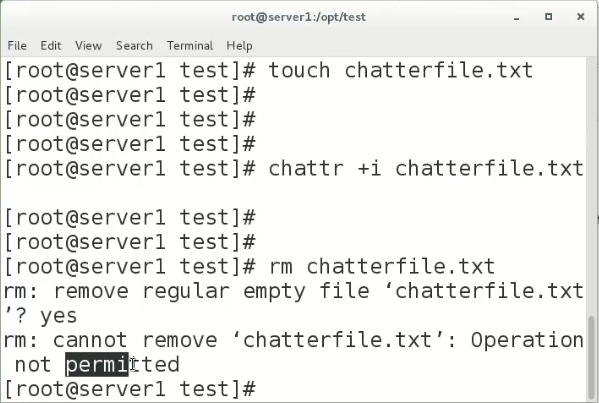 root@server1:/opt/test
File Edit View Search Terminal Help
[root@server1 test]# touch chatterfile.txt
[root@server1 test]#
[root@server1 test]#
[root@server1 test]#
[root@server1 test]# chattr +i chatterfile.txt
[root@server1 test]#
[root@server1 test]#
[root@server1 test]# rm chatterfile.txt
rm: remove regular empty file ‘chatterfile.txt
’? yes
rm: cannot remove ‘chatterfile.txt’: Operation
not permitted
[root@server1 test]#